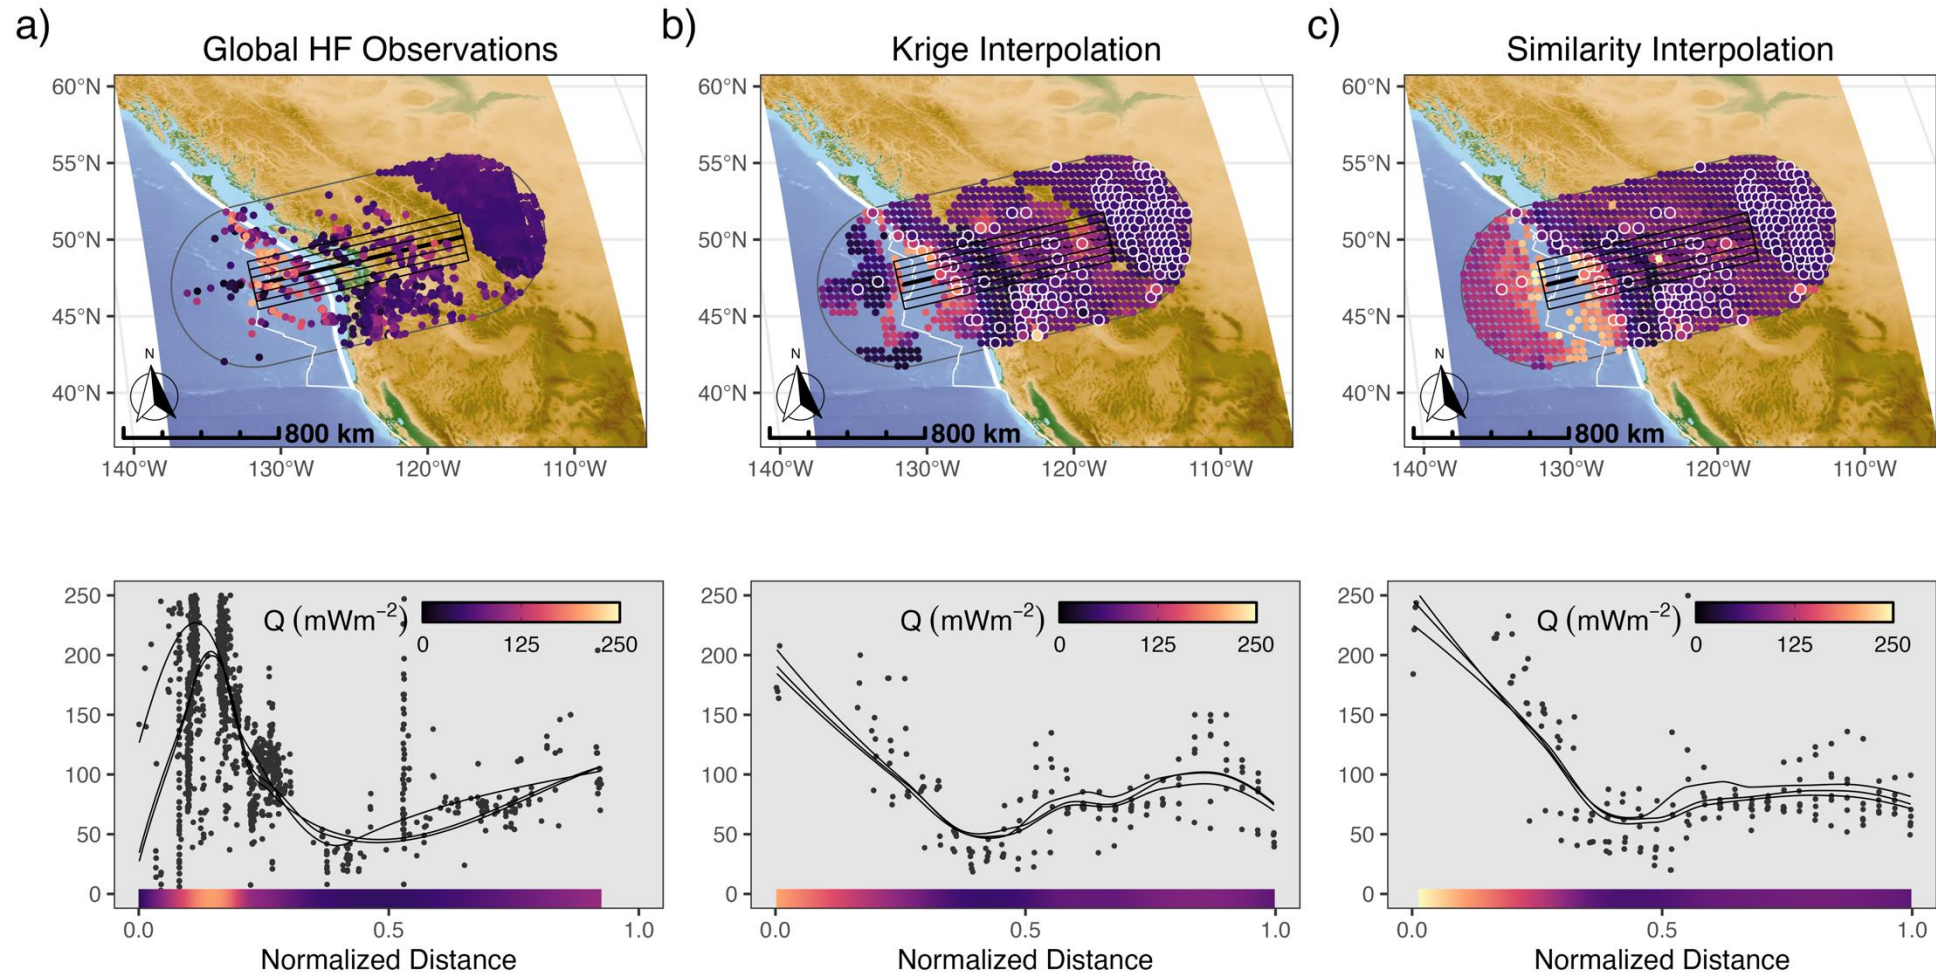 a)
Global HF Observations
60°N
55°N
50°N
45°N
40°N
N
800 km
140°W 130°W 120°W 110°W
b)
Krige Interpolation
60°N
55°N
50°N
45°N
40°N
N
800 km
140°W 130°W 120°W 110°W
c)
Similarity Interpolation
60°N
55°N
50°N
45°N
40°N
N
800 km
140°W 130°W 120°W 110°W
250
200
150
100
50
0
Q (mWm⁻²)
0 125 250
0.0 0.5 1.0
Normalized Distance
250
200
150
100
50
0
Q (mWm⁻²)
0 125 250
0.0 0.5 1.0
Normalized Distance
250
200
150
100
50
0
Q (mWm⁻²)
0 125 250
0.0 0.5 1.0
Normalized Distance